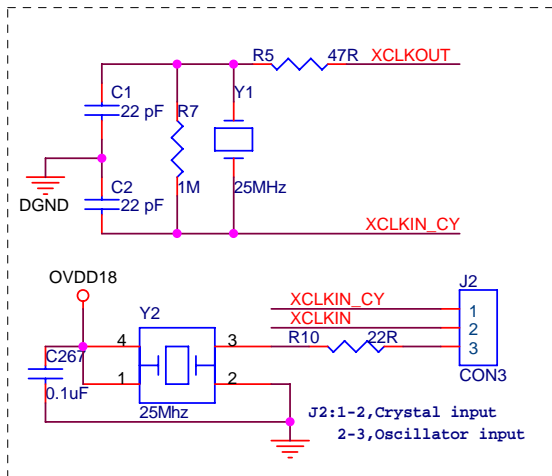 R5 47R XCLKOUT
C1 Y1
22 pF R7
C2
22 pF 1M 25MHz
DGND
XCLKIN_CY
OVDD18
J2
Y2 XCLKIN_CY 1
XCLKIN 2
4 3 R10 22R 3
C267
1 2 CON3
0.1uF
25Mhz J2:1-2,Crystal input
2-3,Oscillator input